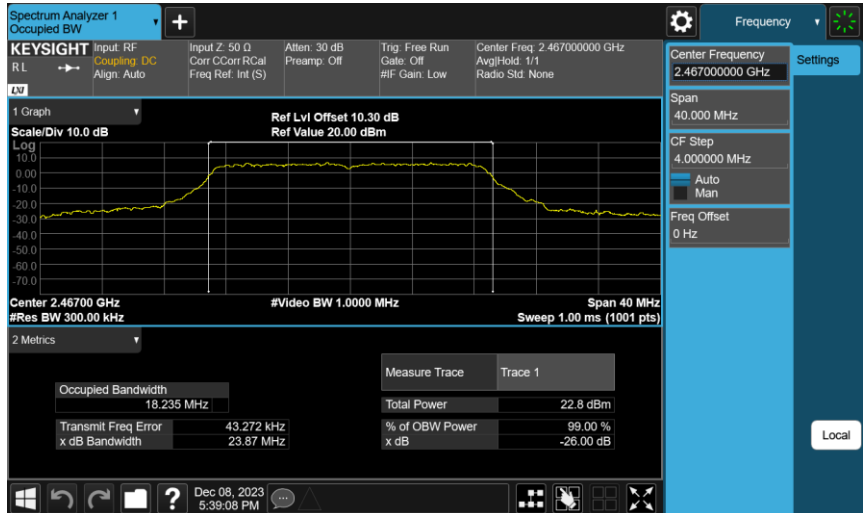 Spectrum Analyzer 1
Occupied BW
+
Frequency
KEYSIGHT
R L
LXI
Input: RF
Coupling: DC
Align: Auto
Input Z: 50 Ω
Corr CCorr RCal
Freq Ref: Int (S)
Atten: 30 dB
Preamp: Off
Trig: Free Run
Gate: Off
#IF Gain: Low
Center Freq: 2.467000000 GHz
Avg|Hold: 1/1
Radio Std: None
1 Graph
Scale/Div 10.0 dB
Ref Lvl Offset 10.30 dB
Ref Value 20.00 dBm
Log
10.0
0.00
-10.0
-20.0
-30.0
-40.0
-50.0
-60.0
-70.0
Center 2.46700 GHz
#Res BW 300.00 kHz
#Video BW 1.0000 MHz
Span 40 MHz
Sweep 1.00 ms (1001 pts)
2 Metrics
Measure Trace Trace 1
Occupied Bandwidth
18.235 MHz
Total Power 22.8 dBm
Transmit Freq Error 43.272 kHz
% of OBW Power 99.00 %
x dB Bandwidth 23.87 MHz
x dB -26.00 dB
?
Dec 08, 2023
5:39:08 PM
Center Frequency
2.467000000 GHz
Settings
Span
40.000 MHz
CF Step
4.000000 MHz
Auto
Man
Freq Offset
0 Hz
Local